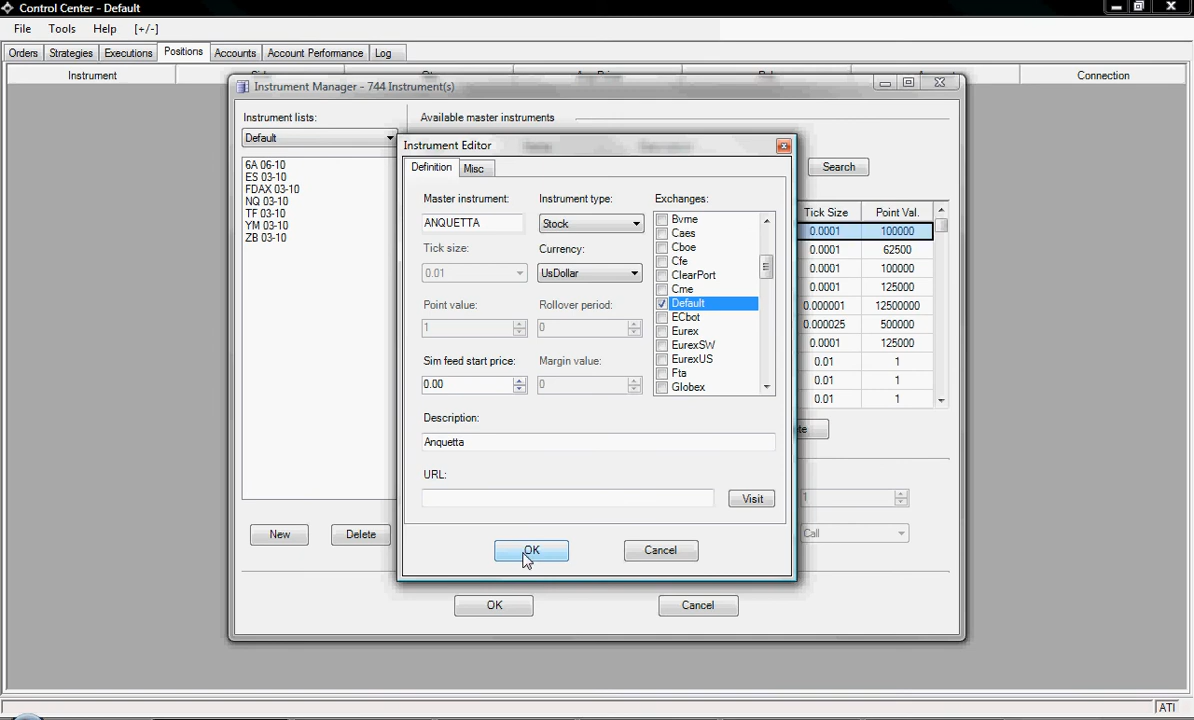 Control Center - Default
File Tools Help [+/-]
Orders Strategies Executions Positions Accounts Account Performance Log
Instrument Connection
Instrument Manager - 744 Instrument(s)
Instrument lists:
Default
6A 06-10
ES 03-10
FDAX 03-10
NQ 03-10
TF 03-10
YM 03-10
ZB 03-10
New Delete
Available master instruments
Search
Tick Size Point Val.
0.0001 100000
0.0001 62500
0.0001 100000
0.0001 125000
0.000001 12500000
0.000025 500000
0.0001 125000
0.01 1
0.01 1
0.01 1
1
Call
OK Cancel
Instrument Editor
Definition Misc
Master instrument: Instrument type: Exchanges:
ANQUETTA Stock
Tick size: Currency:
0.01 UsDollar
Point value: Rollover period:
1 0
Sim feed start price: Margin value:
0.00 0
Bvme
Caes
Cboe
Cfe
ClearPort
Cme
Default
ECbot
Eurex
EurexSW
EurexUS
Fta
Globex
Description:
Anquetta
URL:
Visit
OK Cancel
ATI